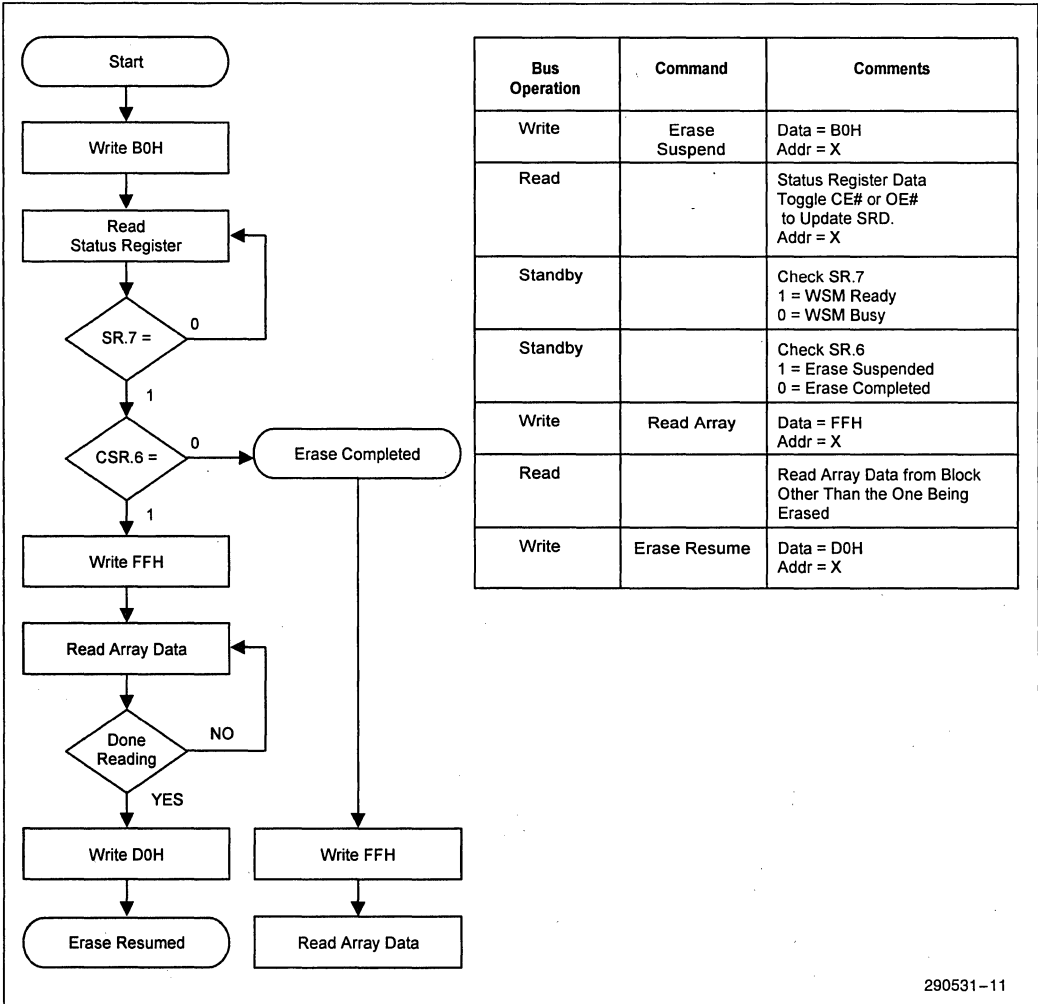 Start
Write B0H
Read
Status Register
SR.7 =
0
1
CSR.6 =
0
Erase Completed
1
Write FFH
Read Array Data
Done
Reading
NO
YES
Write D0H
Write FFH
Erase Resumed
Read Array Data
Bus
Operation
Command
Comments
Write
Erase
Suspend
Data = B0H
Addr = X
Read
Status Register Data
Toggle CE# or OE#
to Update SRD.
Addr = X
Standby
Check SR.7
1 = WSM Ready
0 = WSM Busy
Standby
Check SR.6
1 = Erase Suspended
0 = Erase Completed
Write
Read Array
Data = FFH
Addr = X
Read
Read Array Data from Block
Other Than the One Being
Erased
Write
Erase Resume
Data = D0H
Addr = X
290531–11